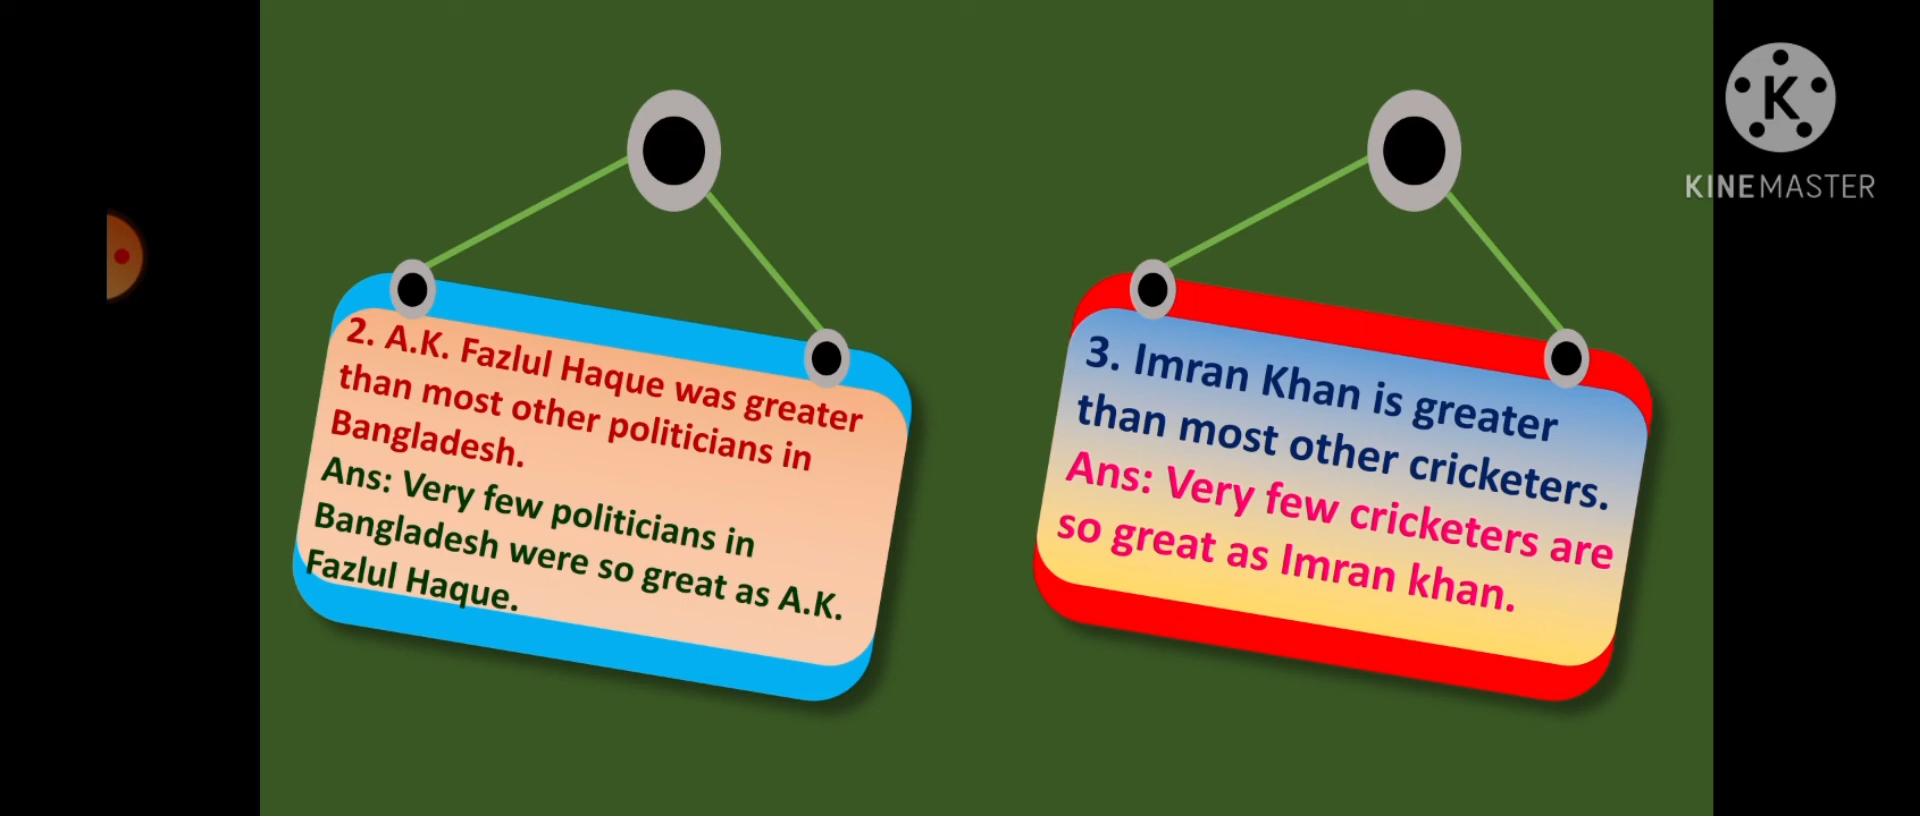 2. A.K. Fazlul Haque was greater
than most other politicians in
Bangladesh.
Ans: Very few politicians in
Bangladesh were so great as A.K.
Fazlul Haque.
3. Imran Khan is greater
than most other cricketers.
Ans: Very few cricketers are
so great as Imran khan.
K
KINEMASTER